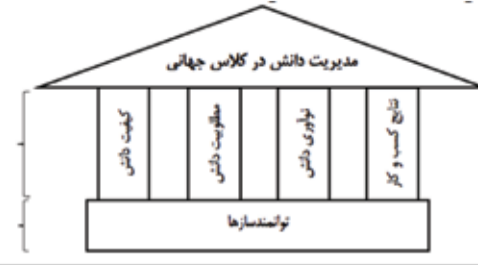 مدیریت دانش در کلاس جهانی
نتایج کسب و کار
نوآوری دانش
مطلوبیت دانش
کیفیت دانش
توانمندسازها